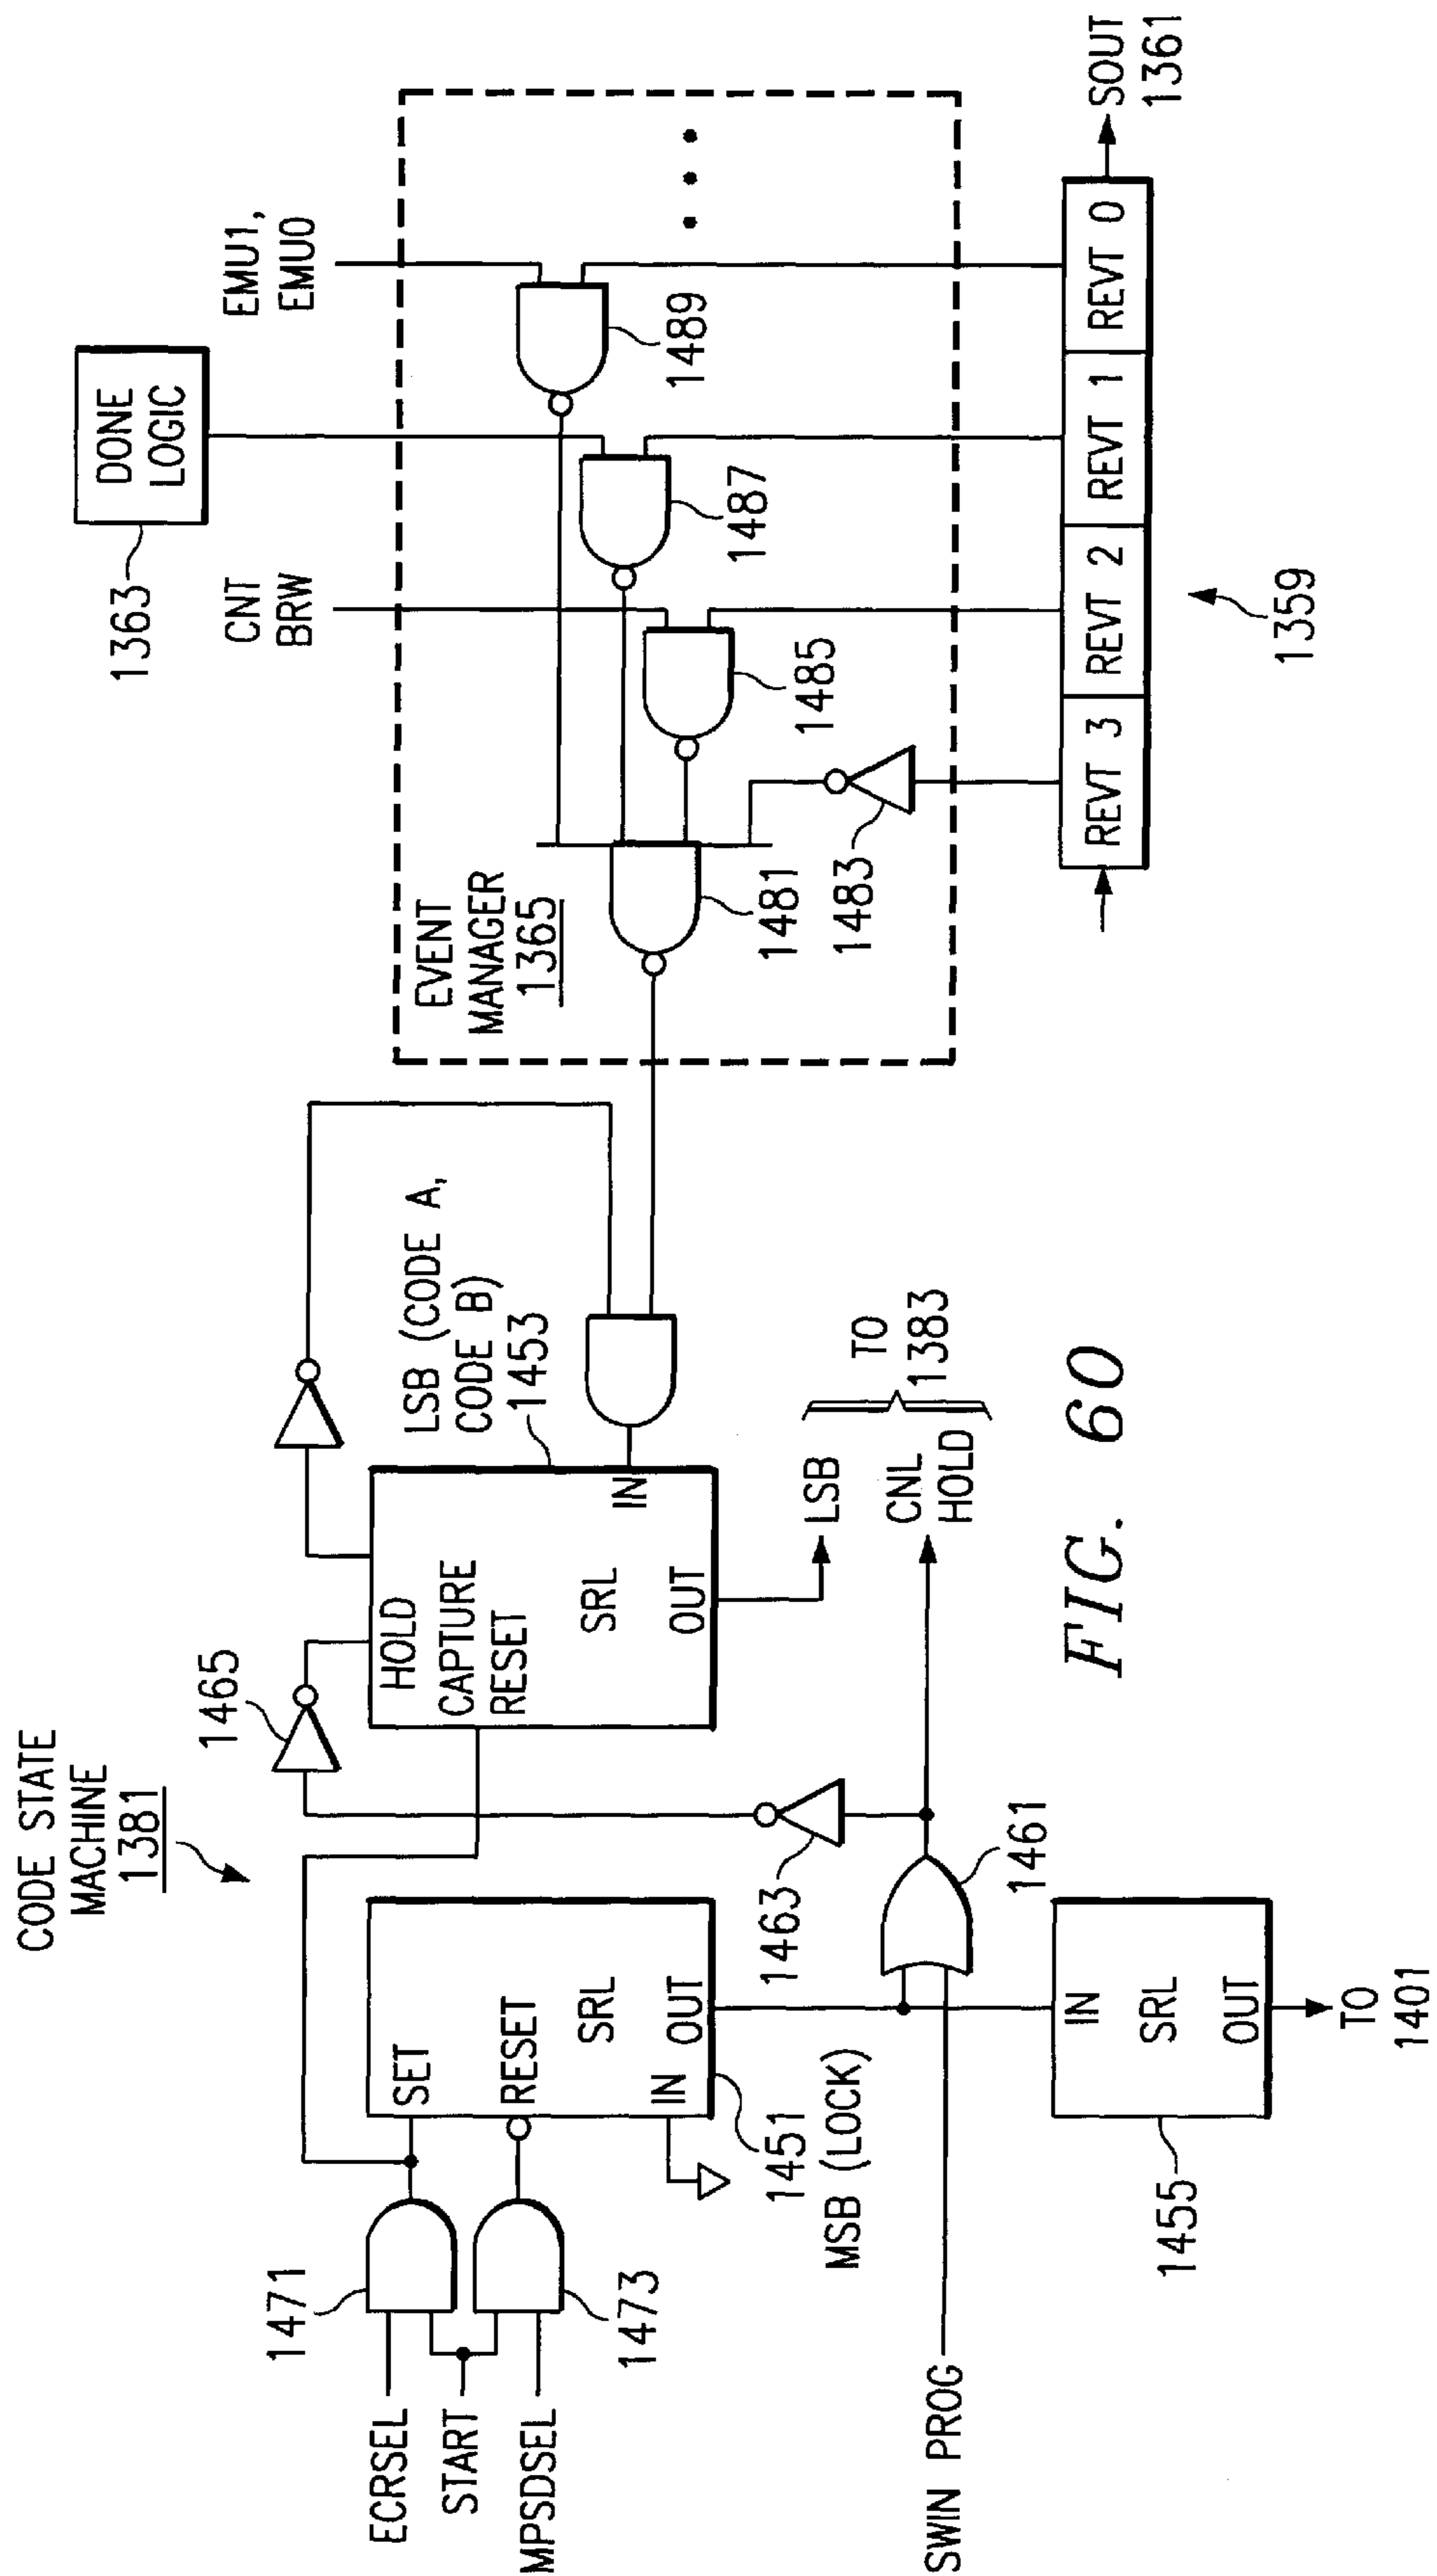 CODE STATE
MACHINE
1381
1465
HOLD
CAPTURE
RESET
SRL
IN
OUT
LSB (CODE A,
CODE B)
1453
1471
1473
ECRSEL
START
MPSDSEL
SET
RESET
SRL
IN
OUT
1451
MSB (LOCK)
1463
1461
SWIN PROG
LSB
CNL
HOLD
TO
1383
IN
SRL
OUT
1455
TO
1401
EVENT
MANAGER
1365
1363
DONE
LOGIC
CNT
BRW
EMU1,
EMU0
1489
1487
1485
1481
1483
REVT 3
REVT 2
REVT 1
REVT 0
SOUT
1361
1359
FIG. 60